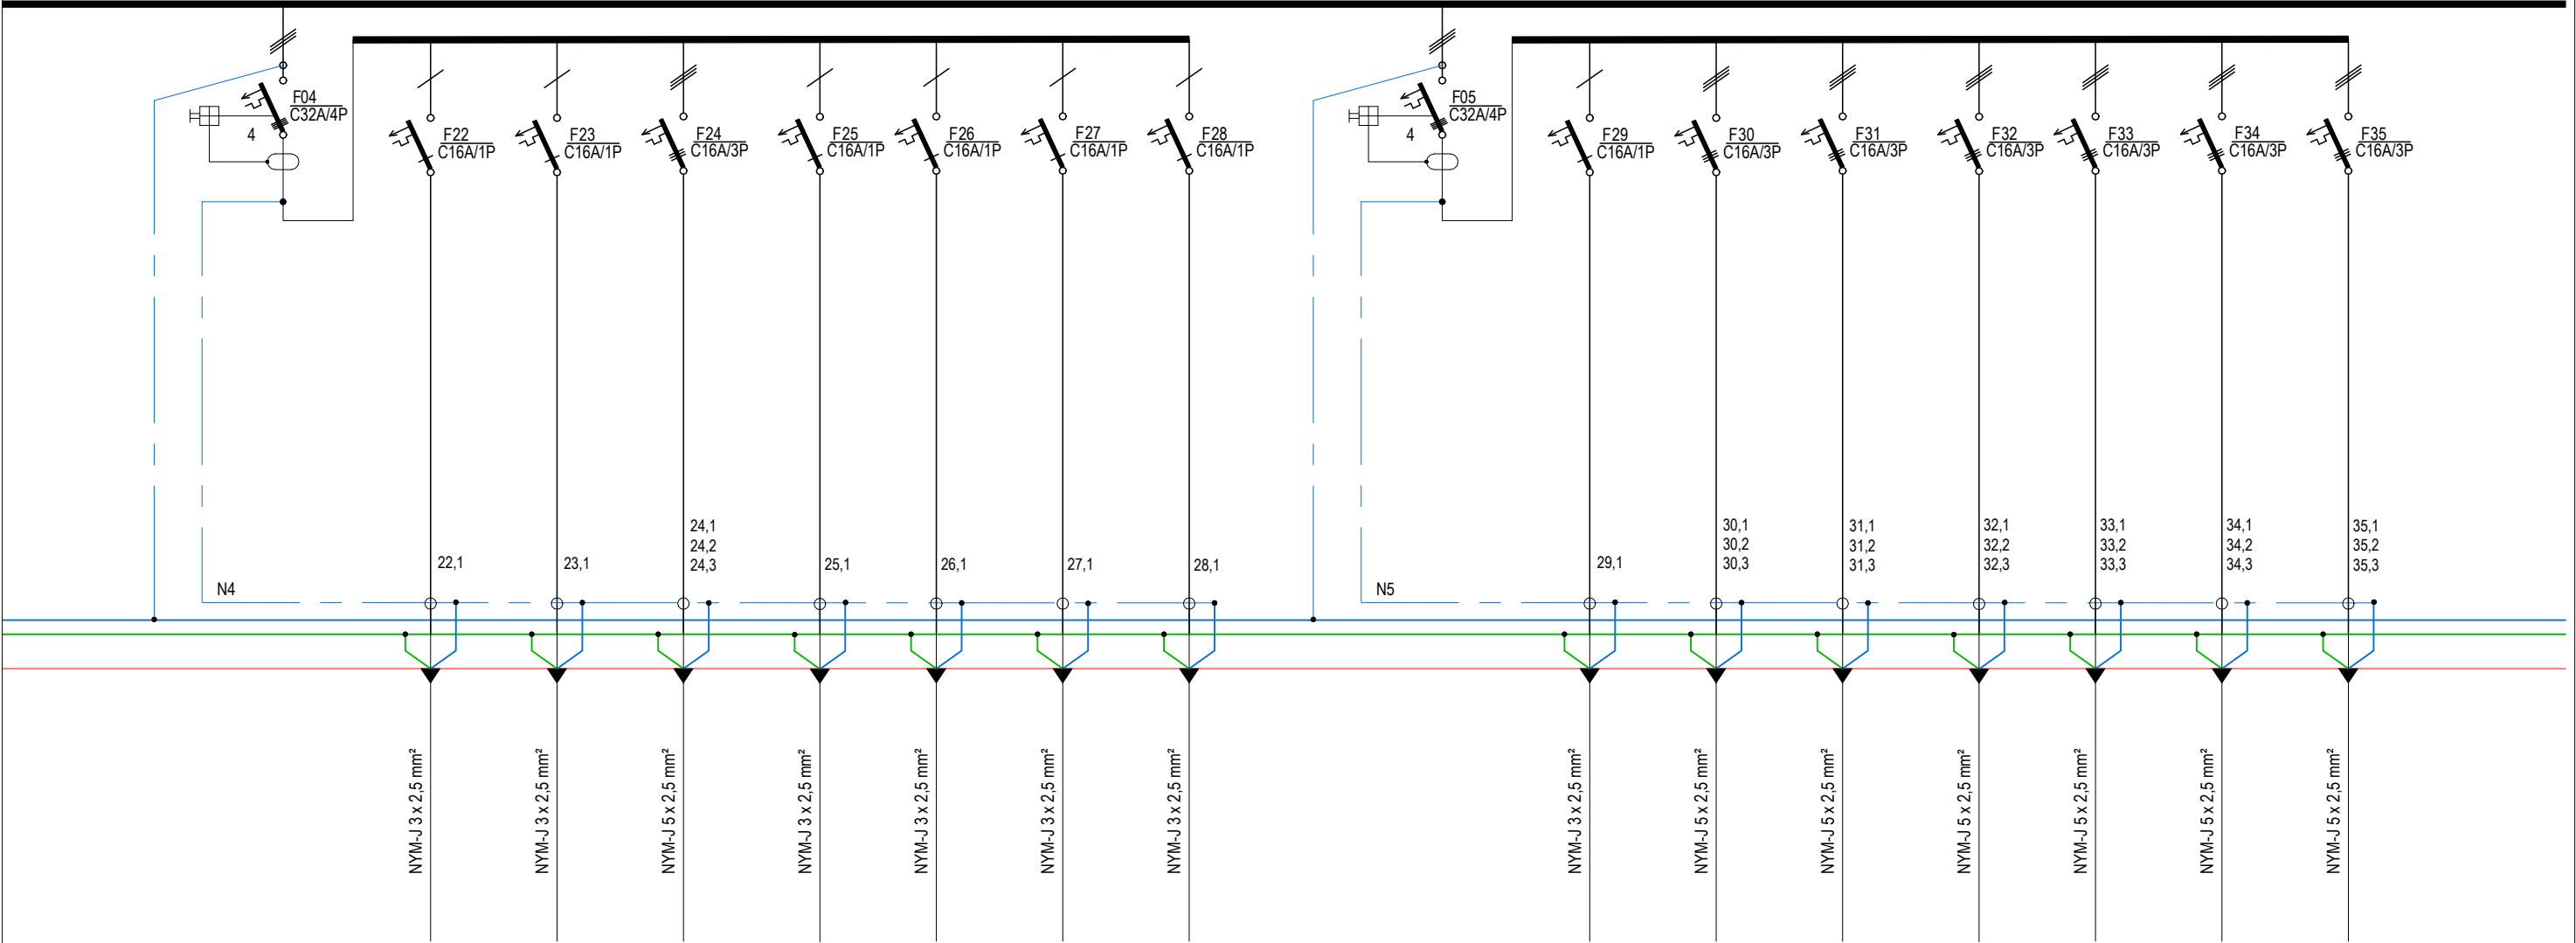 F04
C32A/4P
4
F22
C16A/1P
F23
C16A/1P
F24
C16A/3P
F25
C16A/1P
F26
C16A/1P
F27
C16A/1P
F28
C16A/1P
F05
C32A/4P
4
F29
C16A/1P
F30
C16A/3P
F31
C16A/3P
F32
C16A/3P
F33
C16A/3P
F34
C16A/3P
F35
C16A/3P
N4
22,1
23,1
24,1
24,2
24,3
25,1
26,1
27,1
28,1
N5
29,1
30,1
30,2
30,3
31,1
31,2
31,3
32,1
32,2
32,3
33,1
33,2
33,3
34,1
34,2
34,3
35,1
35,2
35,3
NYM-J 3 x 2,5 mm²
NYM-J 3 x 2,5 mm²
NYM-J 5 x 2,5 mm²
NYM-J 3 x 2,5 mm²
NYM-J 3 x 2,5 mm²
NYM-J 3 x 2,5 mm²
NYM-J 3 x 2,5 mm²
NYM-J 3 x 2,5 mm²
NYM-J 5 x 2,5 mm²
NYM-J 5 x 2,5 mm²
NYM-J 5 x 2,5 mm²
NYM-J 5 x 2,5 mm²
NYM-J 5 x 2,5 mm²
NYM-J 5 x 2,5 mm²